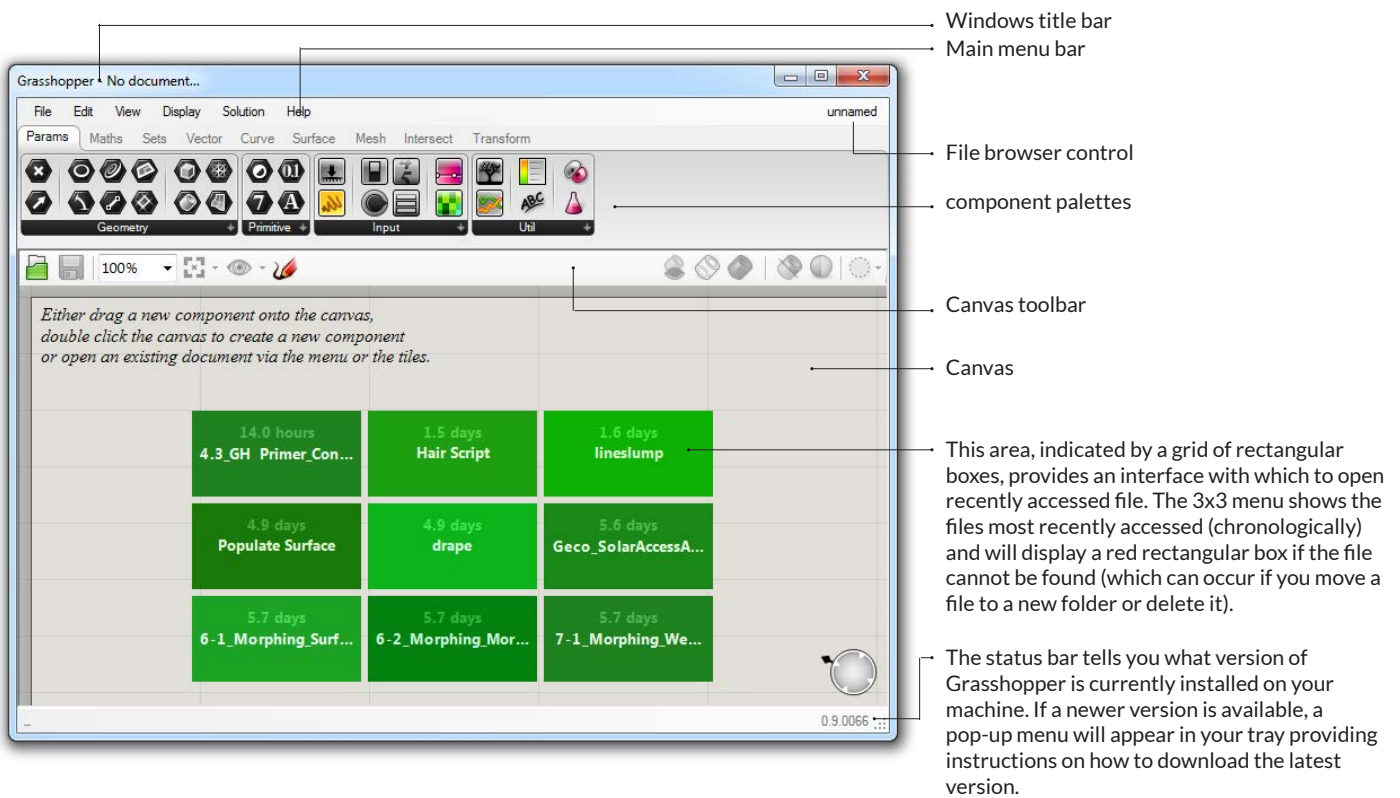 Windows title bar
Main menu bar
Grasshopper - No document...
File Edit View Display Solution Help unnamed
Params Maths Sets Vector Curve Surface Mesh Intersect Transform
File browser control
0.1
7 A ABC
component palettes
Geometry Primitive Input Util
100%
Canvas toolbar
Either drag a new component onto the canvas,
double click the canvas to create a new component
or open an existing document via the menu or the tiles.
Canvas
14.0 hours
4.3_GH Primer_Con...
1.5 days
Hair Script
1.6 days
lineslump
4.9 days
Populate Surface
4.9 days
drape
5.6 days
Geco_SolarAccessA...
5.7 days
6-1_Morphing_Surf...
5.7 days
6-2_Morphing_Mor...
5.7 days
7-1_Morphing_We...
This area, indicated by a grid of rectangular
boxes, provides an interface with which to open
recently accessed file. The 3x3 menu shows the
files most recently accessed (chronologically)
and will display a red rectangular box if the file
cannot be found (which can occur if you move a
file to a new folder or delete it).
0.9.0066
The status bar tells you what version of
Grasshopper is currently installed on your
machine. If a newer version is available, a
pop-up menu will appear in your tray providing
instructions on how to download the latest
version.